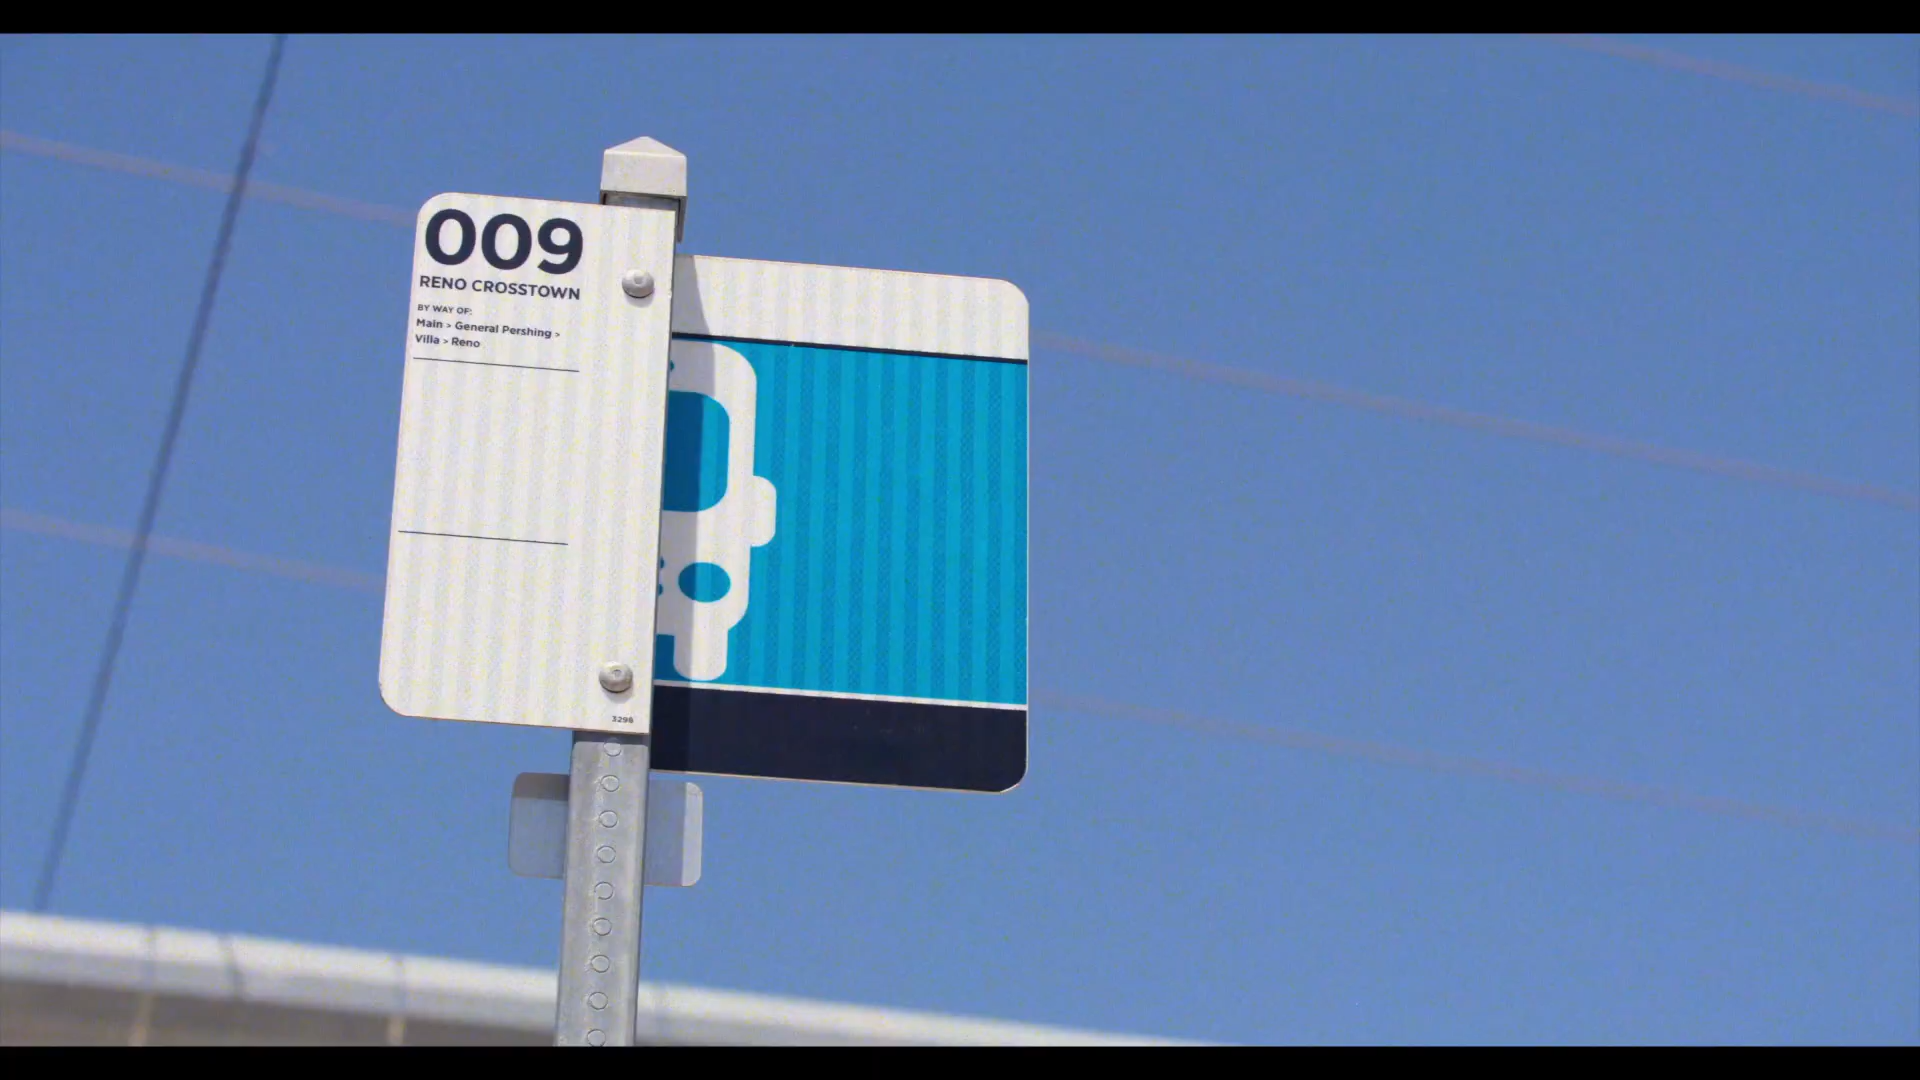 009
RENO CROSSTOWN
BY WAY OF:
Main > General Pershing >
Villa > Reno
3298